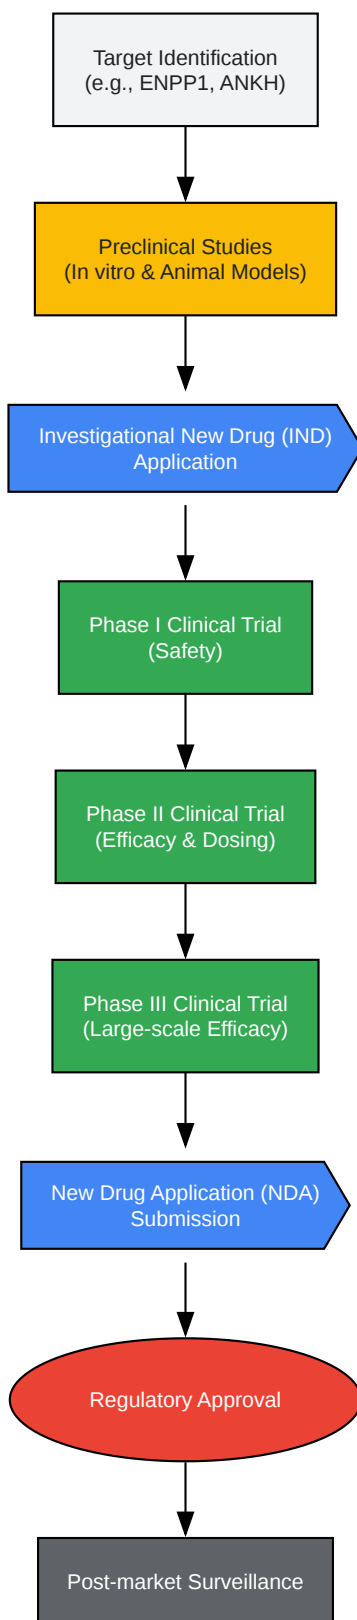 Target Identification
(e.g., ENPP1, ANKH)
Preclinical Studies
(In vitro & Animal Models)
Investigational New Drug (IND)
Application
Phase I Clinical Trial
(Safety)
Phase II Clinical Trial
(Efficacy & Dosing)
Phase III Clinical Trial
(Large-scale Efficacy)
New Drug Application (NDA)
Submission
Regulatory Approval
Post-market Surveillance